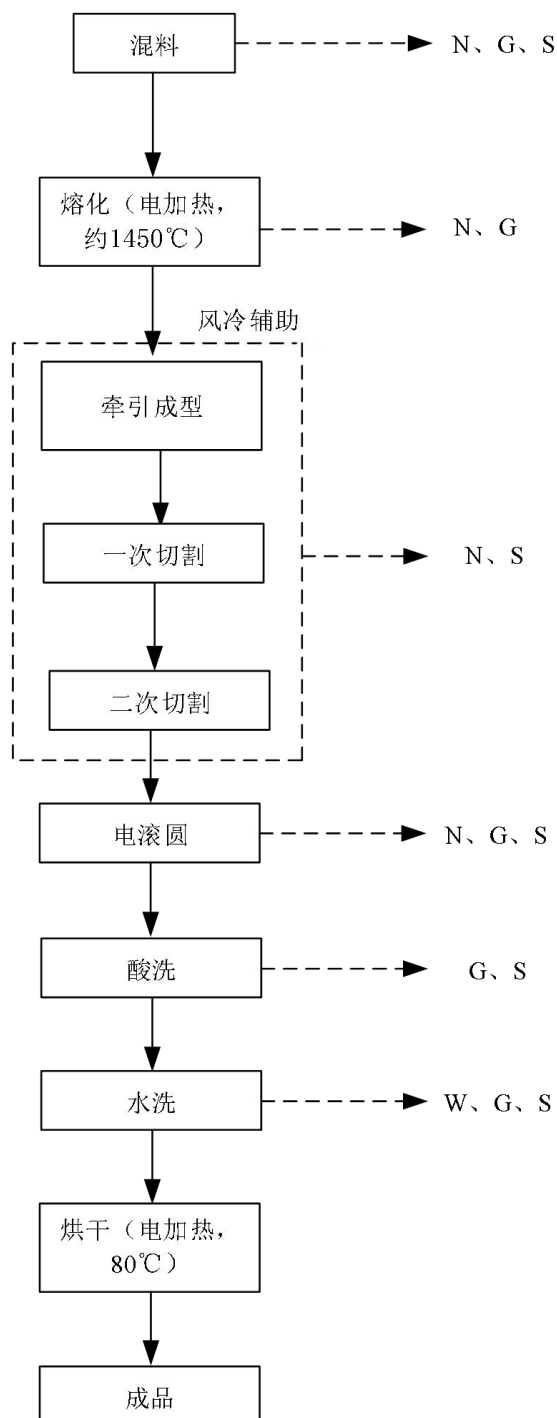 混料
N、G、S
熔化（电加热，
约1450℃）
N、G
风冷辅助
牵引成型
一次切割
N、S
二次切割
电滚圆
N、G、S
酸洗
G、S
水洗
W、G、S
烘干（电加热，
80℃）
成品